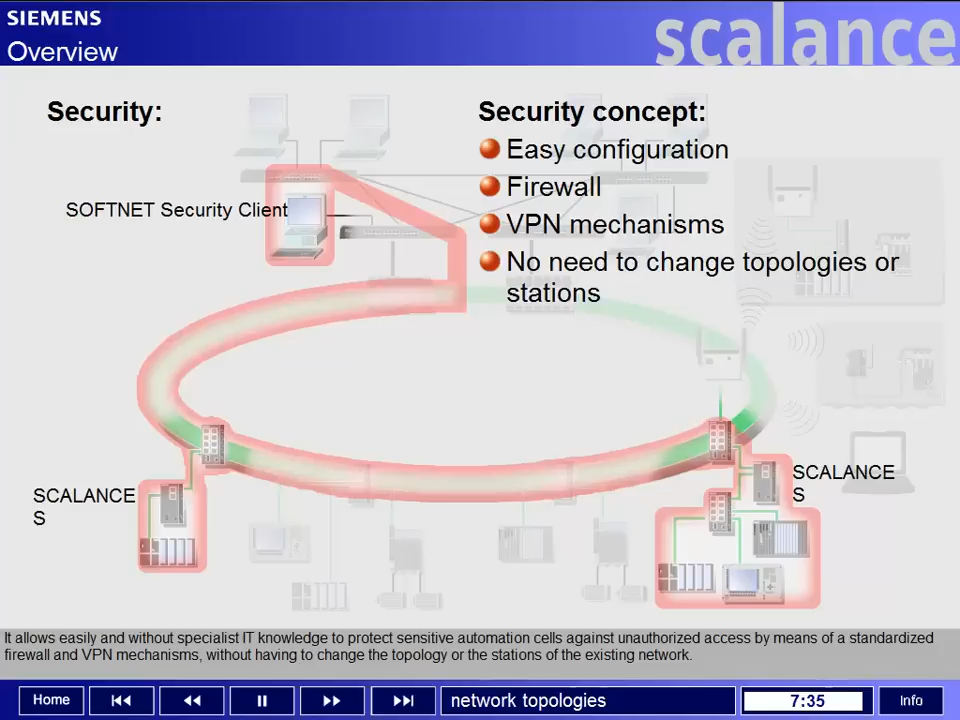 SIEMENS
Overview
scalance
Security:
Security concept:
Easy configuration
Firewall
VPN mechanisms
No need to change topologies or
stations
SOFTNET Security Client
SCALANCE
S
SCALANCE
S
It allows easily and without specialist IT knowledge to protect sensitive automation cells against unauthorized access by means of a standardized
firewall and VPN mechanisms, without having to change the topology or the stations of the existing network.
Home
network topologies
7:35
Info